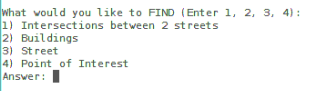 What would you like to FIND (Enter 1, 2, 3, 4):
1) Intersections between 2 streets
2) Buildings
3) Street
4) Point of Interest
Answer: